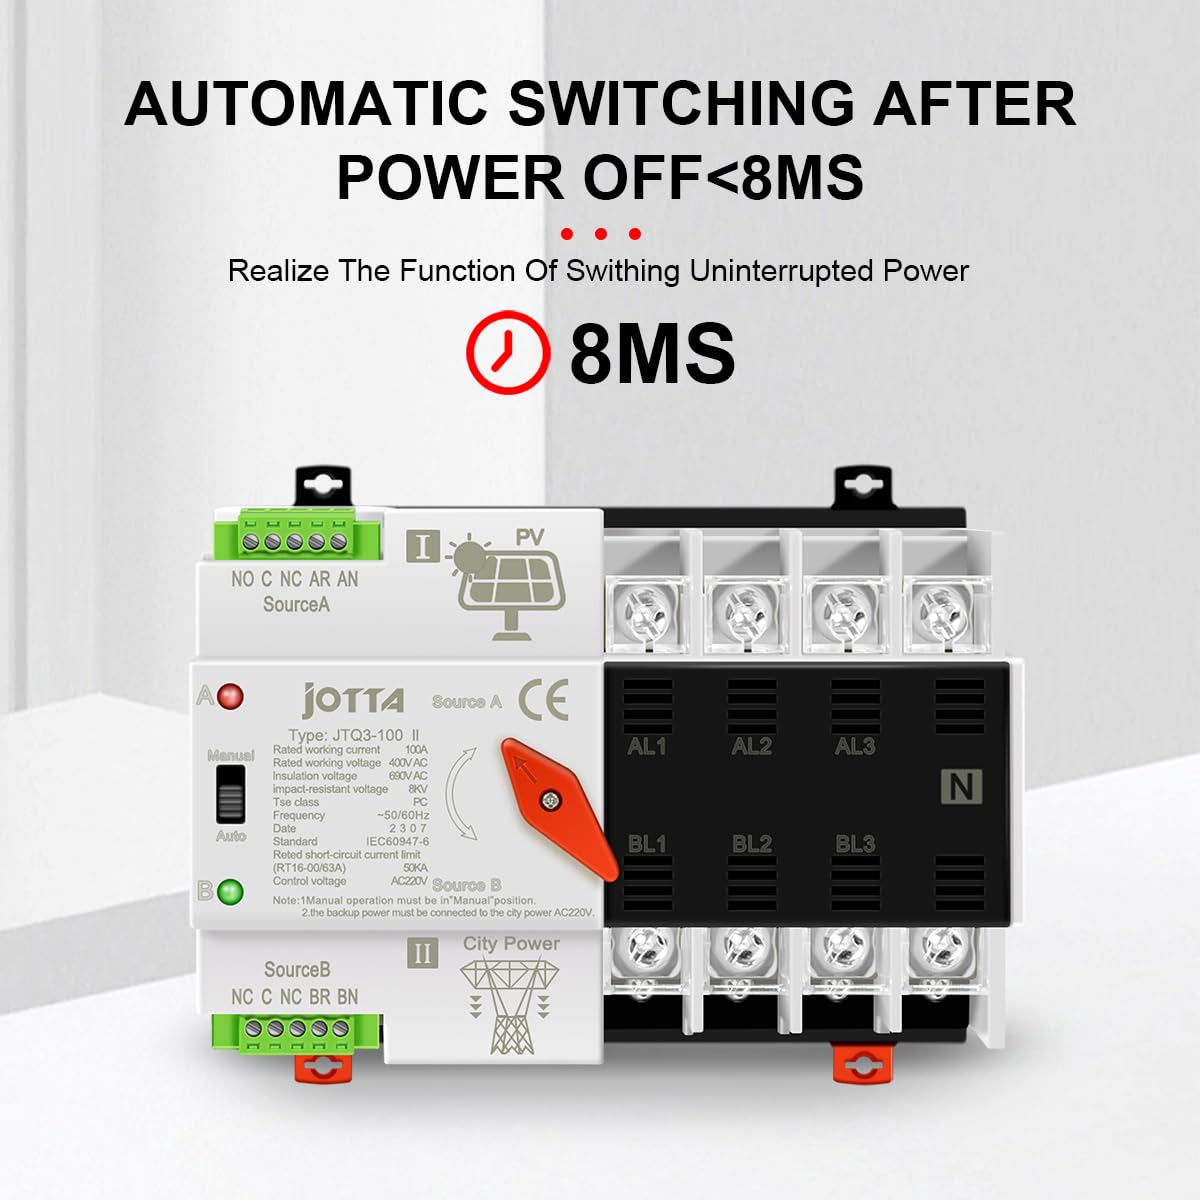 AUTOMATIC SWITCHING AFTER
POWER OFF<8MS
Realize The Function Of Swithing Uninterrupted Power
8MS
I
PV
NO C NC AR AN
SourceA
A
JOTTA
Source A
CE
Type: JTQ3-100 II
Rated working current 100A
Rated working voltage 400V AC
Insulation voltage 690V AC
impact-resistant voltage 8KV
Tse class PC
Frequency ~50/60Hz
Date 2 3 0 7
Standard IEC60947-6
Rated short-circuit current limit
(RT16-00/63A) 50KA
Control voltage AC220V
Note:1Manual operation must be in"Manual"position.
2.the backup power must be connected to the city power AC220V.
Manual
Auto
B
Source B
AL1 AL2 AL3
N
BL1 BL2 BL3
II
City Power
SourceB
NC C NC BR BN